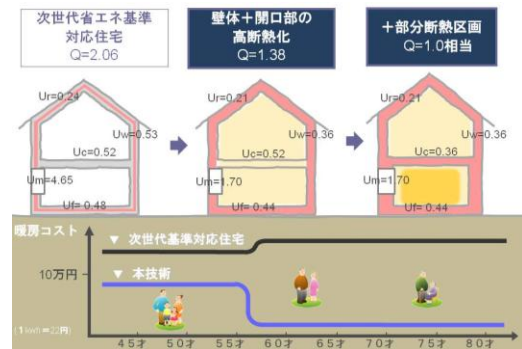 次世代省エネ基準
対応住宅
Q=2.06
壁体＋開口部の
高断熱化
Q=1.38
＋部分断熱区画
Q=1.0相当
Ur=0.24
Uw=0.53
Uc=0.52
Um=4.65
Uf= 0.48
Ur=0.21
Uw=0.36
Uc=0.52
Um=1.70
Uf= 0.44
Ur=0.21
Uw=0.36
Uc=0.36
Um=1.70
Uf= 0.44
暖房コスト
▼ 次世代基準対応住宅
10万円
▼ 本技術
(1kwh=22円)
45才 50才 55才 60才 65才 70才 75才 80才